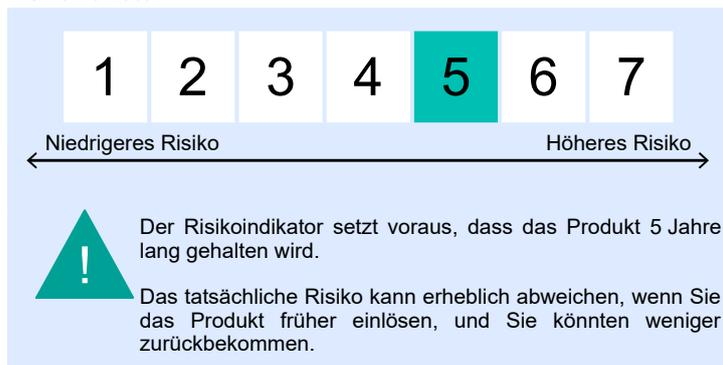 1 2 3 4 5 6 7
Niedrigeres Risiko Höheres Risiko
!
Der Risikoindikator setzt voraus, dass das Produkt 5 Jahre
lang gehalten wird.
Das tatsächliche Risiko kann erheblich abweichen, wenn Sie
das Produkt früher einlösen, und Sie könnten weniger
zurückbekommen.